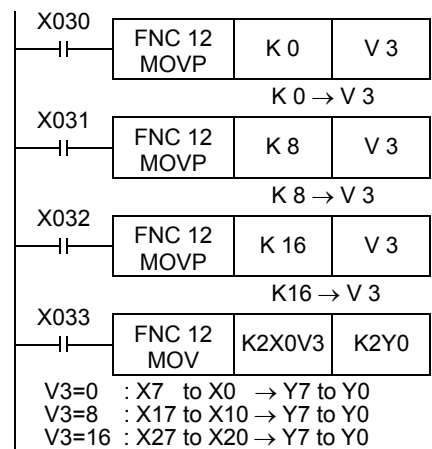 X030
FNC 12
MOVP
K 0
V 3
K 0 → V 3
X031
FNC 12
MOVP
K 8
V 3
K 8 → V 3
X032
FNC 12
MOVP
K 16
V 3
K16 → V 3
X033
FNC 12
MOV
K2X0V3
K2Y0
V3=0 : X7 to X0 → Y7 to Y0
V3=8 : X17 to X10 → Y7 to Y0
V3=16 : X27 to X20 → Y7 to Y0